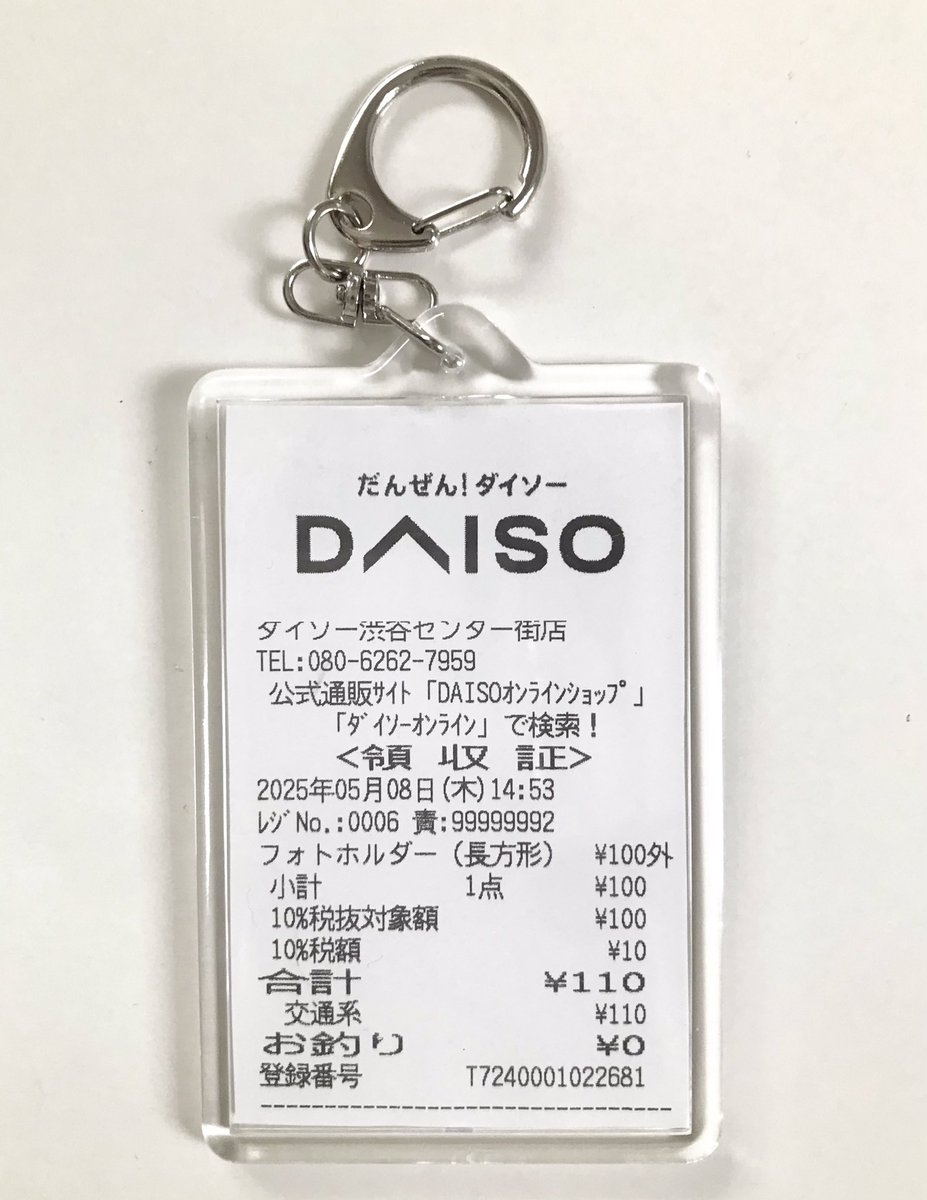 だんぜん!ダイソー
DAISO
ダイソー渋谷センター街店
TEL:080-6262-7959
公式通販ｻｲﾄ「DAISOｵﾝﾗｲﾝｼｮｯﾌﾟ」
「ﾀﾞｲｿｰｵﾝﾗｲﾝ」で検索!
<領 収 証>
2025年05月08日(木)14:53
ﾚｼﾞNo.:0006 責:99999992
フォトホルダー(長方形) ¥100外
小計 1点 ¥100
10%税抜対象額 ¥100
10%税額 ¥10
合計 ¥110
交通系 ¥110
お釣り ¥0
登録番号 T7240001022681